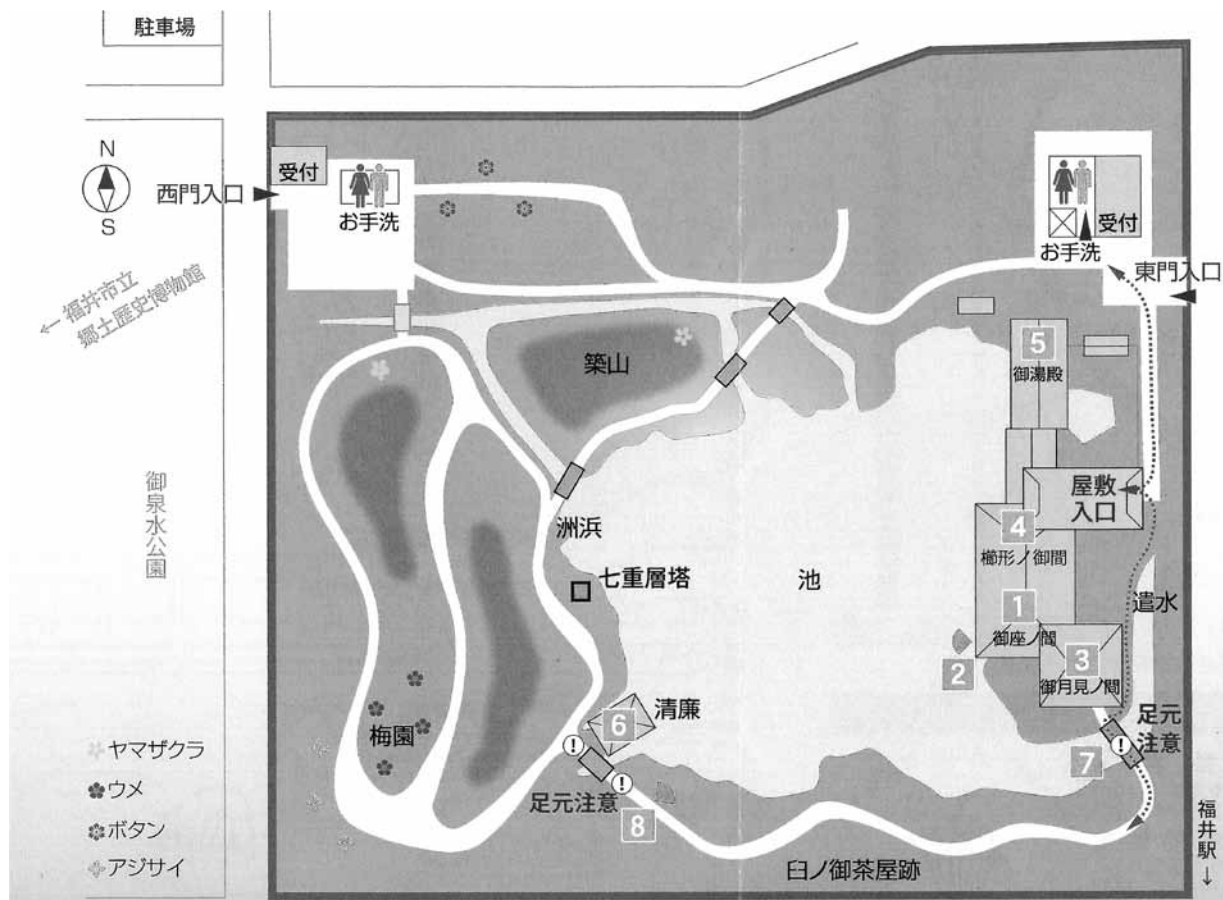 駐車場
N
S
西門入口
受付
お手洗
← 福井市立
郷土歴史博物館
御泉水公園
築山
洲浜
七重層塔
池
お手洗
受付
東門入口
5
御湯殿
屋敷
入口
4
櫛形ノ御間
1
御座ノ間
2
3
御月見ノ間
遣水
足元
注意
7
!
6
清廉
!
!
足元注意
8
梅園
臼ノ御茶屋跡
福井駅→
ヤマザクラ
ウメ
ボタン
アジサイ